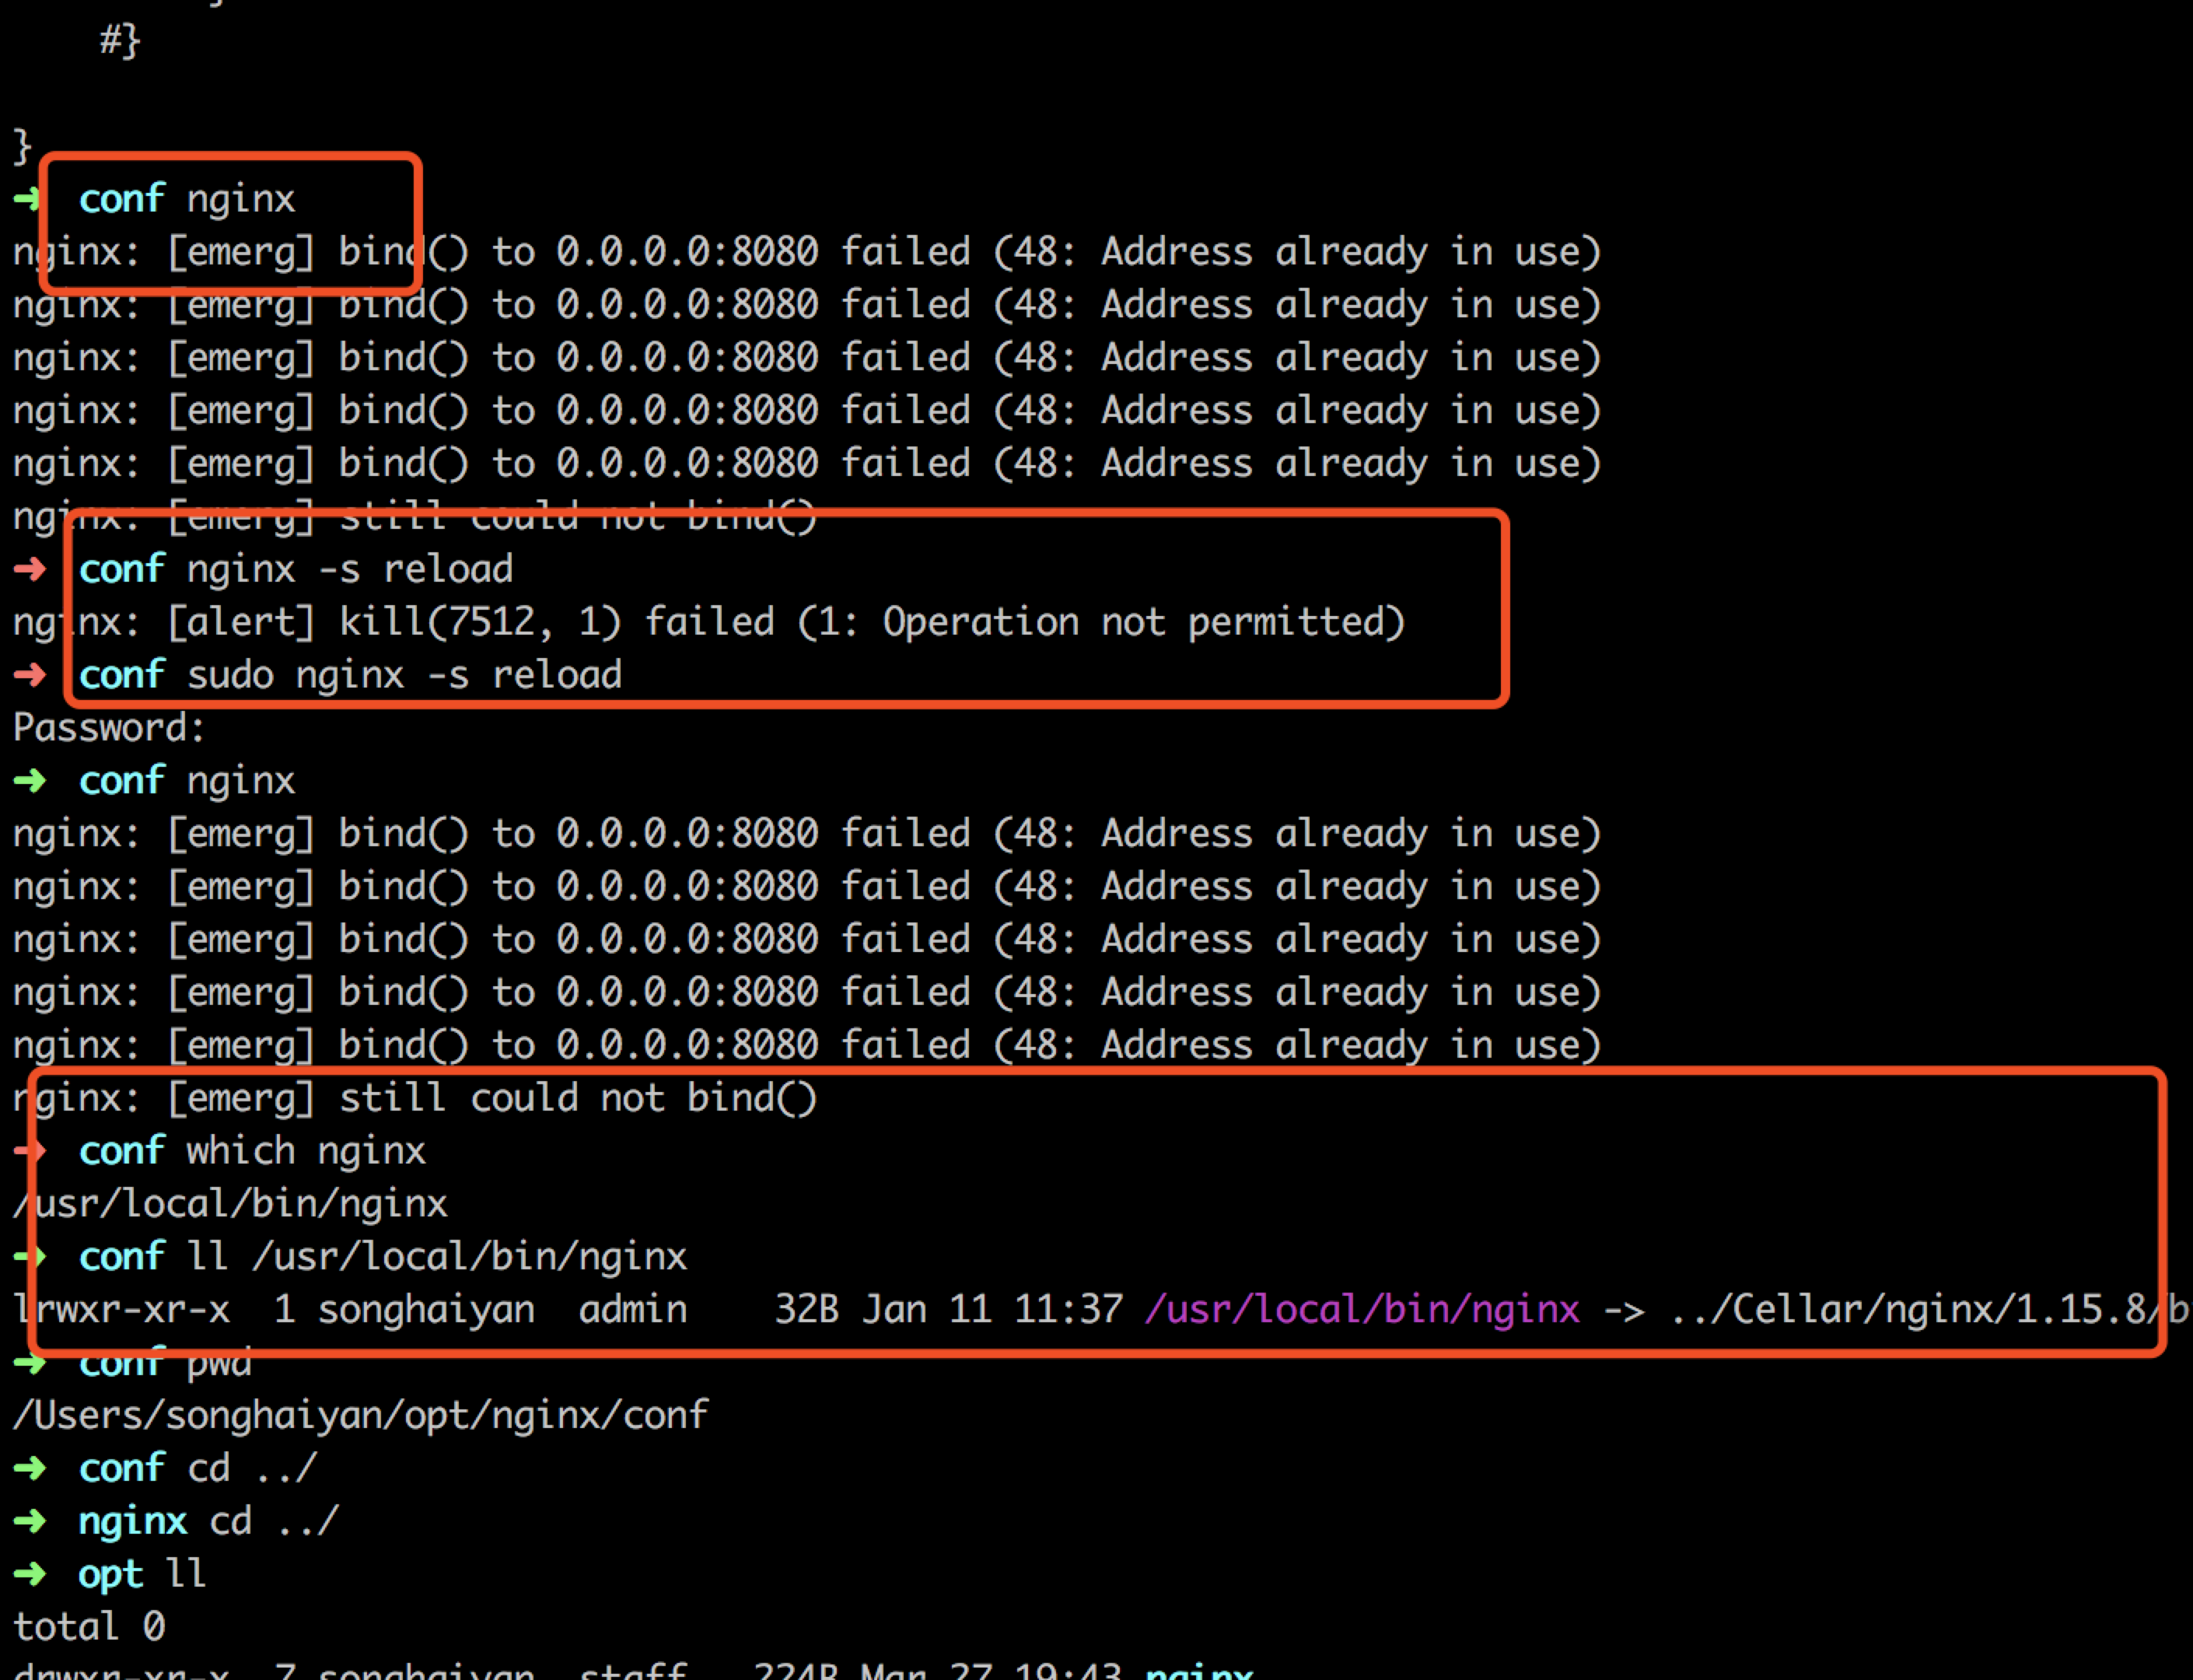 #}
}
➜ conf nginx
nginx: [emerg] bind() to 0.0.0.0:8080 failed (48: Address already in use)
nginx: [emerg] bind() to 0.0.0.0:8080 failed (48: Address already in use)
nginx: [emerg] bind() to 0.0.0.0:8080 failed (48: Address already in use)
nginx: [emerg] bind() to 0.0.0.0:8080 failed (48: Address already in use)
nginx: [emerg] bind() to 0.0.0.0:8080 failed (48: Address already in use)
nginx: [emerg] still could not bind()
➜ conf nginx -s reload
nginx: [alert] kill(7512, 1) failed (1: Operation not permitted)
➜ conf sudo nginx -s reload
Password:
➜ conf nginx
nginx: [emerg] bind() to 0.0.0.0:8080 failed (48: Address already in use)
nginx: [emerg] bind() to 0.0.0.0:8080 failed (48: Address already in use)
nginx: [emerg] bind() to 0.0.0.0:8080 failed (48: Address already in use)
nginx: [emerg] bind() to 0.0.0.0:8080 failed (48: Address already in use)
nginx: [emerg] bind() to 0.0.0.0:8080 failed (48: Address already in use)
nginx: [emerg] still could not bind()
➜ conf which nginx
/usr/local/bin/nginx
➜ conf ll /usr/local/bin/nginx
lrwxr-xr-x 1 songhaiyan admin 32B Jan 11 11:37 /usr/local/bin/nginx -> ../Cellar/nginx/1.15.8/b
➜ conf pwd
/Users/songhaiyan/opt/nginx/conf
➜ conf cd ../
➜ nginx cd ../
➜ opt ll
total 0
drwxr-xr-x 7 songhaiyan staff 224B Mar 27 19:43 nginx